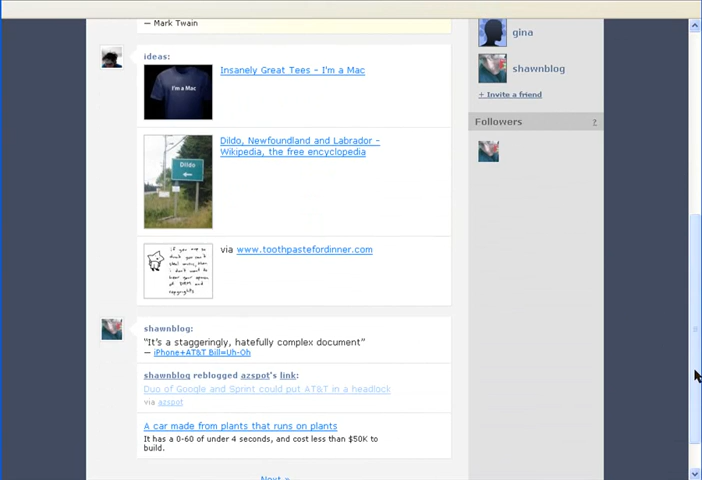 — Mark Twain
ideas:
I'm a Mac
Insanely Great Tees - I'm a Mac
Dildo
Dildo, Newfoundland and Labrador -
Wikipedia, the free encyclopedia
via www.toothpastefordinner.com
shawnblog:
“It's a staggeringly, hatefully complex document”
— iPhone+AT&T Bill=Uh-Oh
shawnblog reblogged azspot's link:
Duo of Google and Sprint could put AT&T in a headlock
via azspot
A car made from plants that runs on plants
It has a 0-60 of under 4 seconds, and cost less than $50K to
build.
Next »
gina
shawnblog
+ Invite a friend
Followers ?